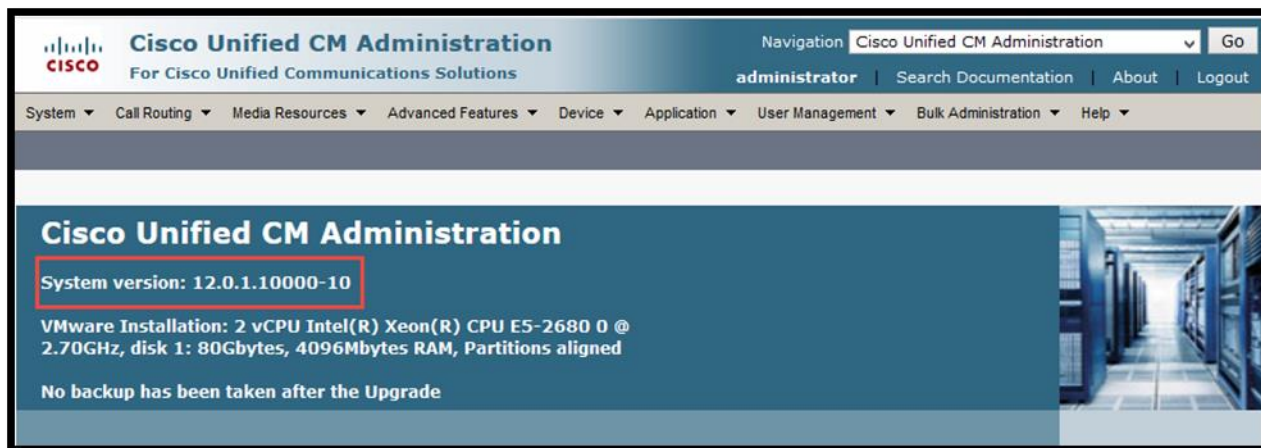 Cisco Unified CM Administration
Navigation Cisco Unified CM Administration Go
CISCO
For Cisco Unified Communications Solutions
administrator | Search Documentation | About | Logout
System Call Routing Media Resources Advanced Features Device Application User Management Bulk Administration Help
Cisco Unified CM Administration
System version: 12.0.1.10000-10
VMware Installation: 2 vCPU Intel(R) Xeon(R) CPU E5-2680 0 @
2.70GHz, disk 1: 80Gbytes, 4096Mbytes RAM, Partitions aligned
No backup has been taken after the Upgrade